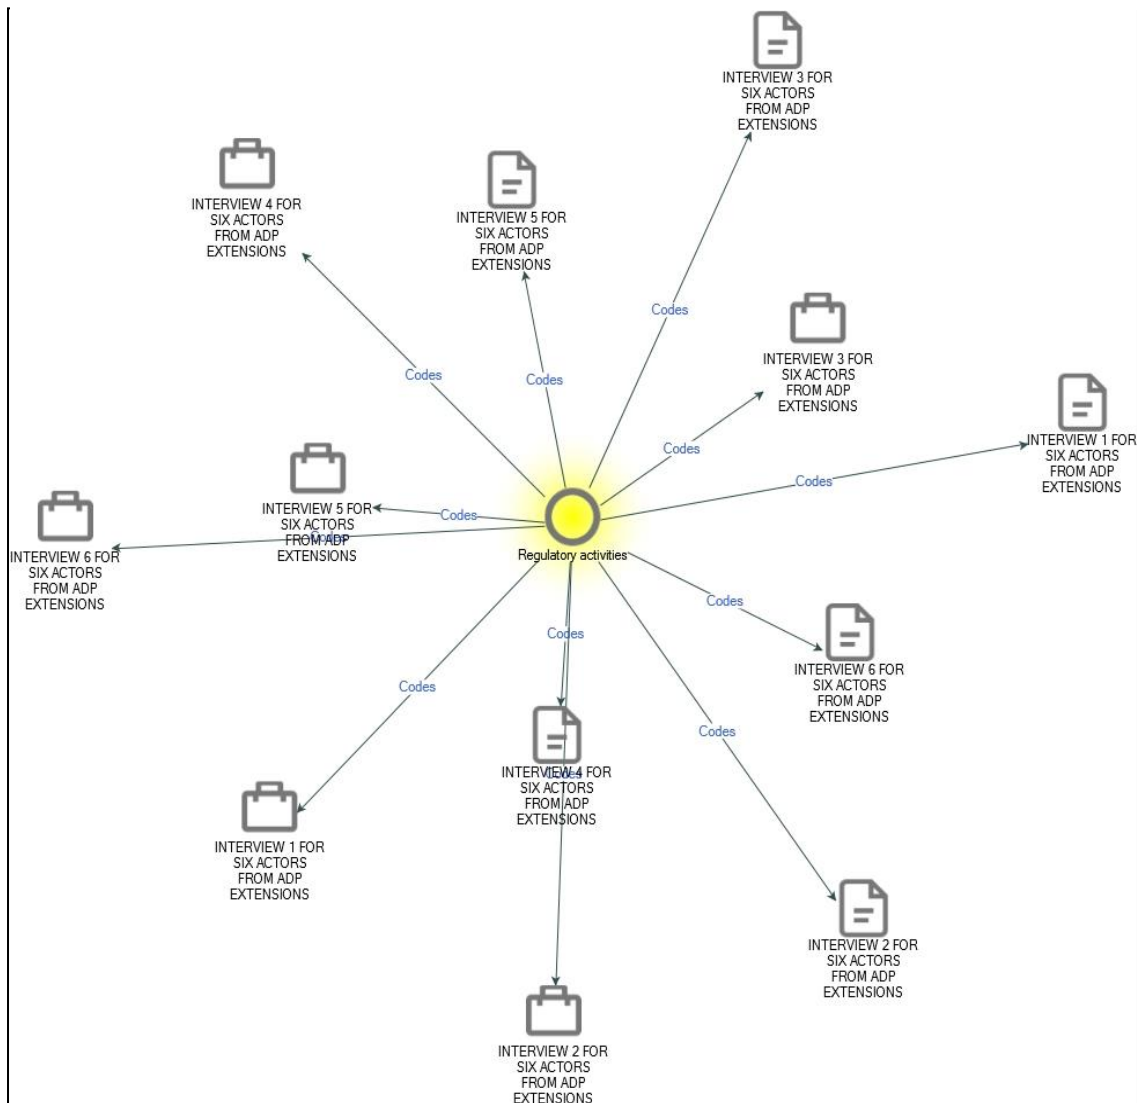 INTERVIEW 3 FOR
SIX ACTORS
FROM ADP
EXTENSIONS
INTERVIEW 4 FOR
SIX ACTORS
FROM ADP
EXTENSIONS
INTERVIEW 5 FOR
SIX ACTORS
FROM ADP
EXTENSIONS
Codes
INTERVIEW 3 FOR
SIX ACTORS
FROM ADP
EXTENSIONS
Codes
Codes
INTERVIEW 1 FOR
SIX ACTORS
FROM ADP
EXTENSIONS
Codes
Codes
INTERVIEW 5 FOR
SIX ACTORS
FROM ADP
EXTENSIONS
Codes
Codes
INTERVIEW 6 FOR
SIX ACTORS
FROM ADP
EXTENSIONS
Regulatory activities
Codes
Codes
INTERVIEW 6 FOR
SIX ACTORS
FROM ADP
EXTENSIONS
Codes
Codes
INTERVIEW 4 FOR
SIX ACTORS
FROM ADP
EXTENSIONS
Codes
INTERVIEW 1 FOR
SIX ACTORS
FROM ADP
EXTENSIONS
INTERVIEW 2 FOR
SIX ACTORS
FROM ADP
EXTENSIONS
INTERVIEW 2 FOR
SIX ACTORS
FROM ADP
EXTENSIONS